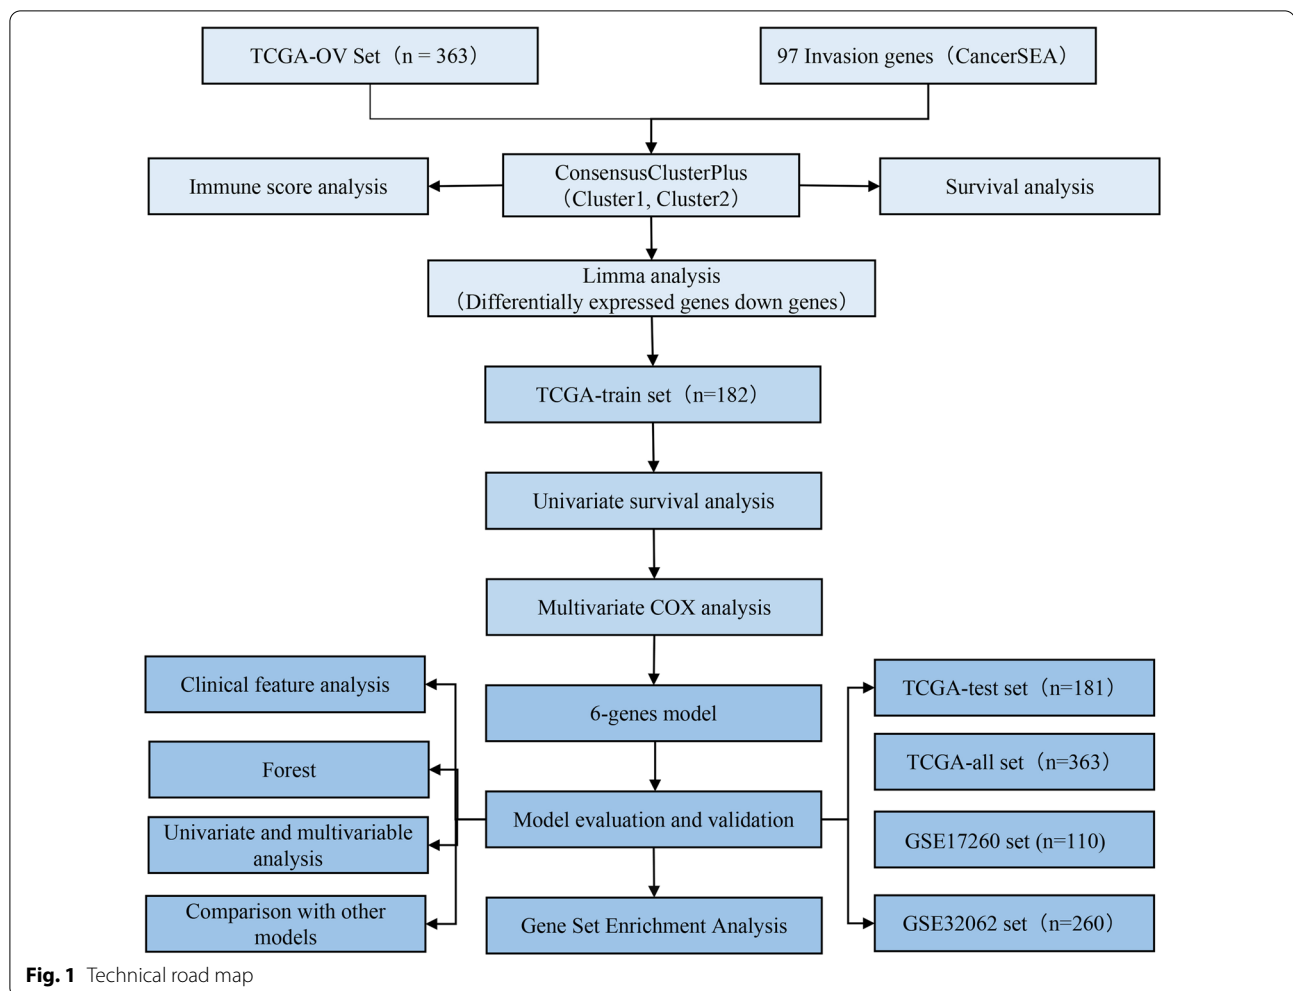 TCGA-OV Set（n = 363）
97 Invasion genes（CancerSEA）
Immune score analysis
ConsensusClusterPlus
（Cluster1, Cluster2）
Survival analysis
Limma analysis
（Differentially expressed genes down genes）
TCGA-train set（n=182）
Univariate survival analysis
Multivariate COX analysis
6-genes model
Model evaluation and validation
Gene Set Enrichment Analysis
Clinical feature analysis
Forest
Univariate and multivariable
analysis
Comparison with other
models
TCGA-test set（n=181）
TCGA-all set（n=363）
GSE17260 set (n=110)
GSE32062 set（n=260）
Fig. 1 Technical road map